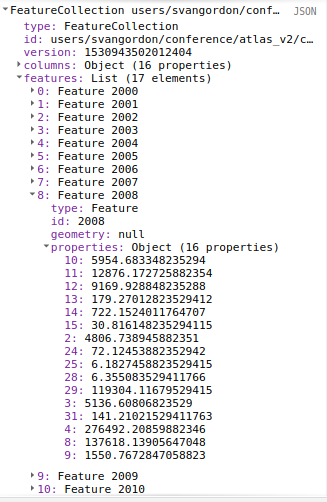 FeatureCollection users/svangordon/conf… JSON
type: FeatureCollection
id: users/svangordon/conference/atlas_v2/c…
version: 1530943502012404
columns: Object (16 properties)
features: List (17 elements)
0: Feature 2000
1: Feature 2001
2: Feature 2002
3: Feature 2003
4: Feature 2004
5: Feature 2005
6: Feature 2006
7: Feature 2007
8: Feature 2008
type: Feature
id: 2008
geometry: null
properties: Object (16 properties)
10: 5954.683348235294
11: 12876.172725882354
12: 9169.928848235288
13: 179.27012823529412
14: 722.1524011764707
15: 30.816148235294115
2: 4806.738945882351
24: 72.12453882352942
25: 6.1827458823529415
28: 6.355083529411766
29: 119304.11679529415
3: 5136.60806823529
31: 141.21021529411763
4: 276492.20859882346
8: 137618.13905647048
9: 1550.7672847058823
9: Feature 2009
10: Feature 2010